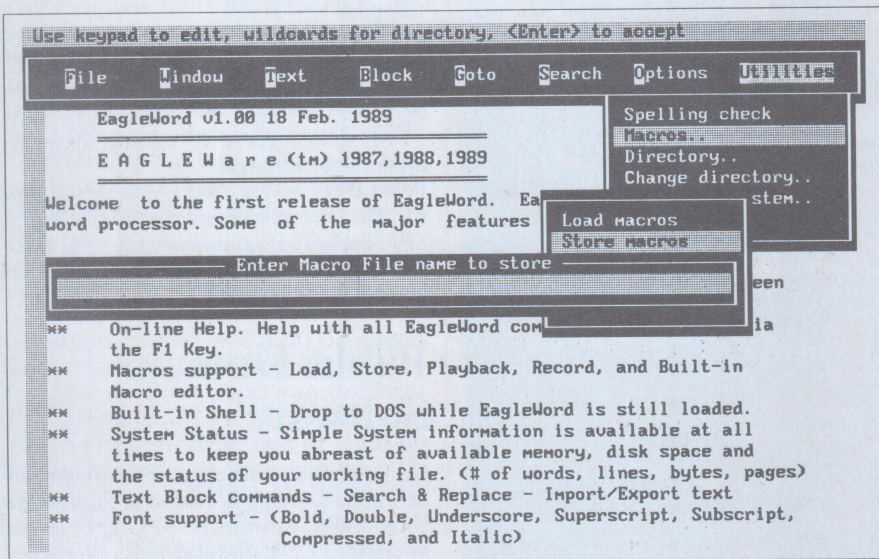 Use keypad to edit, wildcards for directory, <Enter> to accept
File Window Text Block Goto Search Options Utilities
EagleWord v1.00 18 Feb. 1989
E A G L E W a r e (tm) 1987,1988,1989
Welcome to the first release of EagleWord. Ea
word processor. Some of the major features
Spelling check
Macros..
Directory..
Change directory..
stem..
Load macros
Store macros
Enter Macro File name to store
een
** On-line Help. Help with all EagleWord com ia
the F1 Key.
** Macros support - Load, Store, Playback, Record, and Built-in
Macro editor.
** Built-in Shell - Drop to DOS while EagleWord is still loaded.
** System Status - Simple System information is available at all
times to keep you abreast of available memory, disk space and
the status of your working file. (# of words, lines, bytes, pages)
** Text Block commands - Search & Replace - Import/Export text
** Font support - (Bold, Double, Underscore, Superscript, Subscript,
Compressed, and Italic)